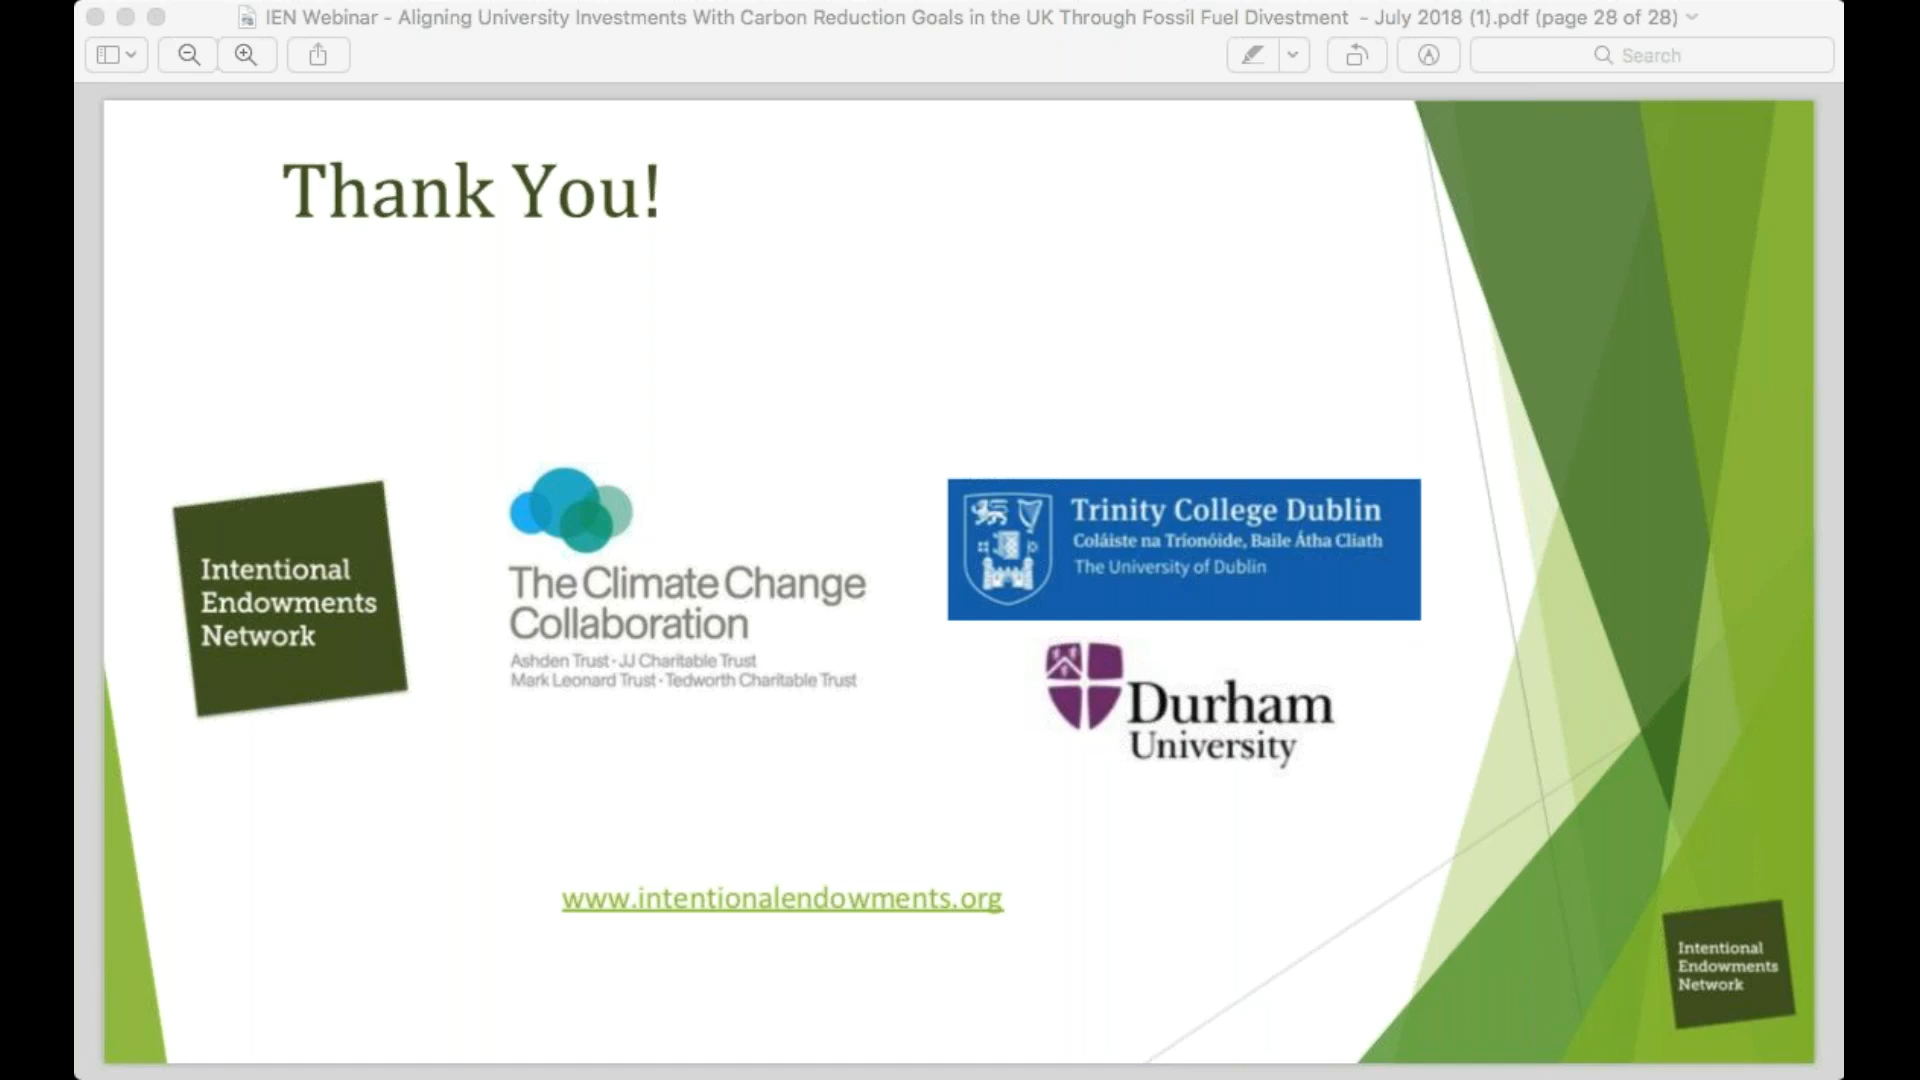 IEN Webinar - Aligning University Investments With Carbon Reduction Goals in the UK Through Fossil Fuel Divestment - July 2018 (1).pdf (page 28 of 28)
Search
Thank You!
Intentional
Endowments
Network
The Climate Change
Collaboration
Ashden Trust · JJ Charitable Trust
Mark Leonard Trust · Tedworth Charitable Trust
Trinity College Dublin
Coláiste na Tríonóide, Baile Átha Cliath
The University of Dublin
Durham
University
www.intentionalendowments.org
Intentional
Endowments
Network